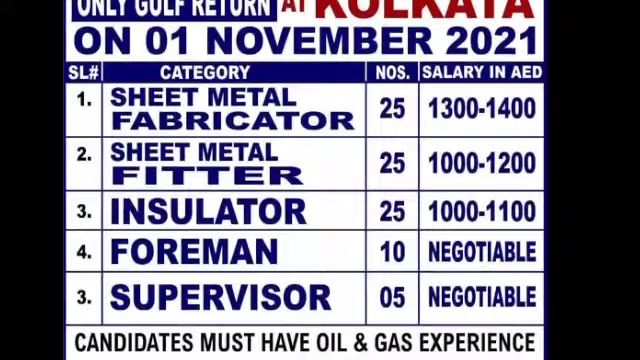 ONLY GULF RETURN AT KOLKATA
ON 01 NOVEMBER 2021
SL# CATEGORY NOS. SALARY IN AED
1. SHEET METAL FABRICATOR 25 1300-1400
2. SHEET METAL FITTER 25 1000-1200
3. INSULATOR 25 1000-1100
4. FOREMAN 10 NEGOTIABLE
3. SUPERVISOR 05 NEGOTIABLE
CANDIDATES MUST HAVE OIL & GAS EXPERIENCE